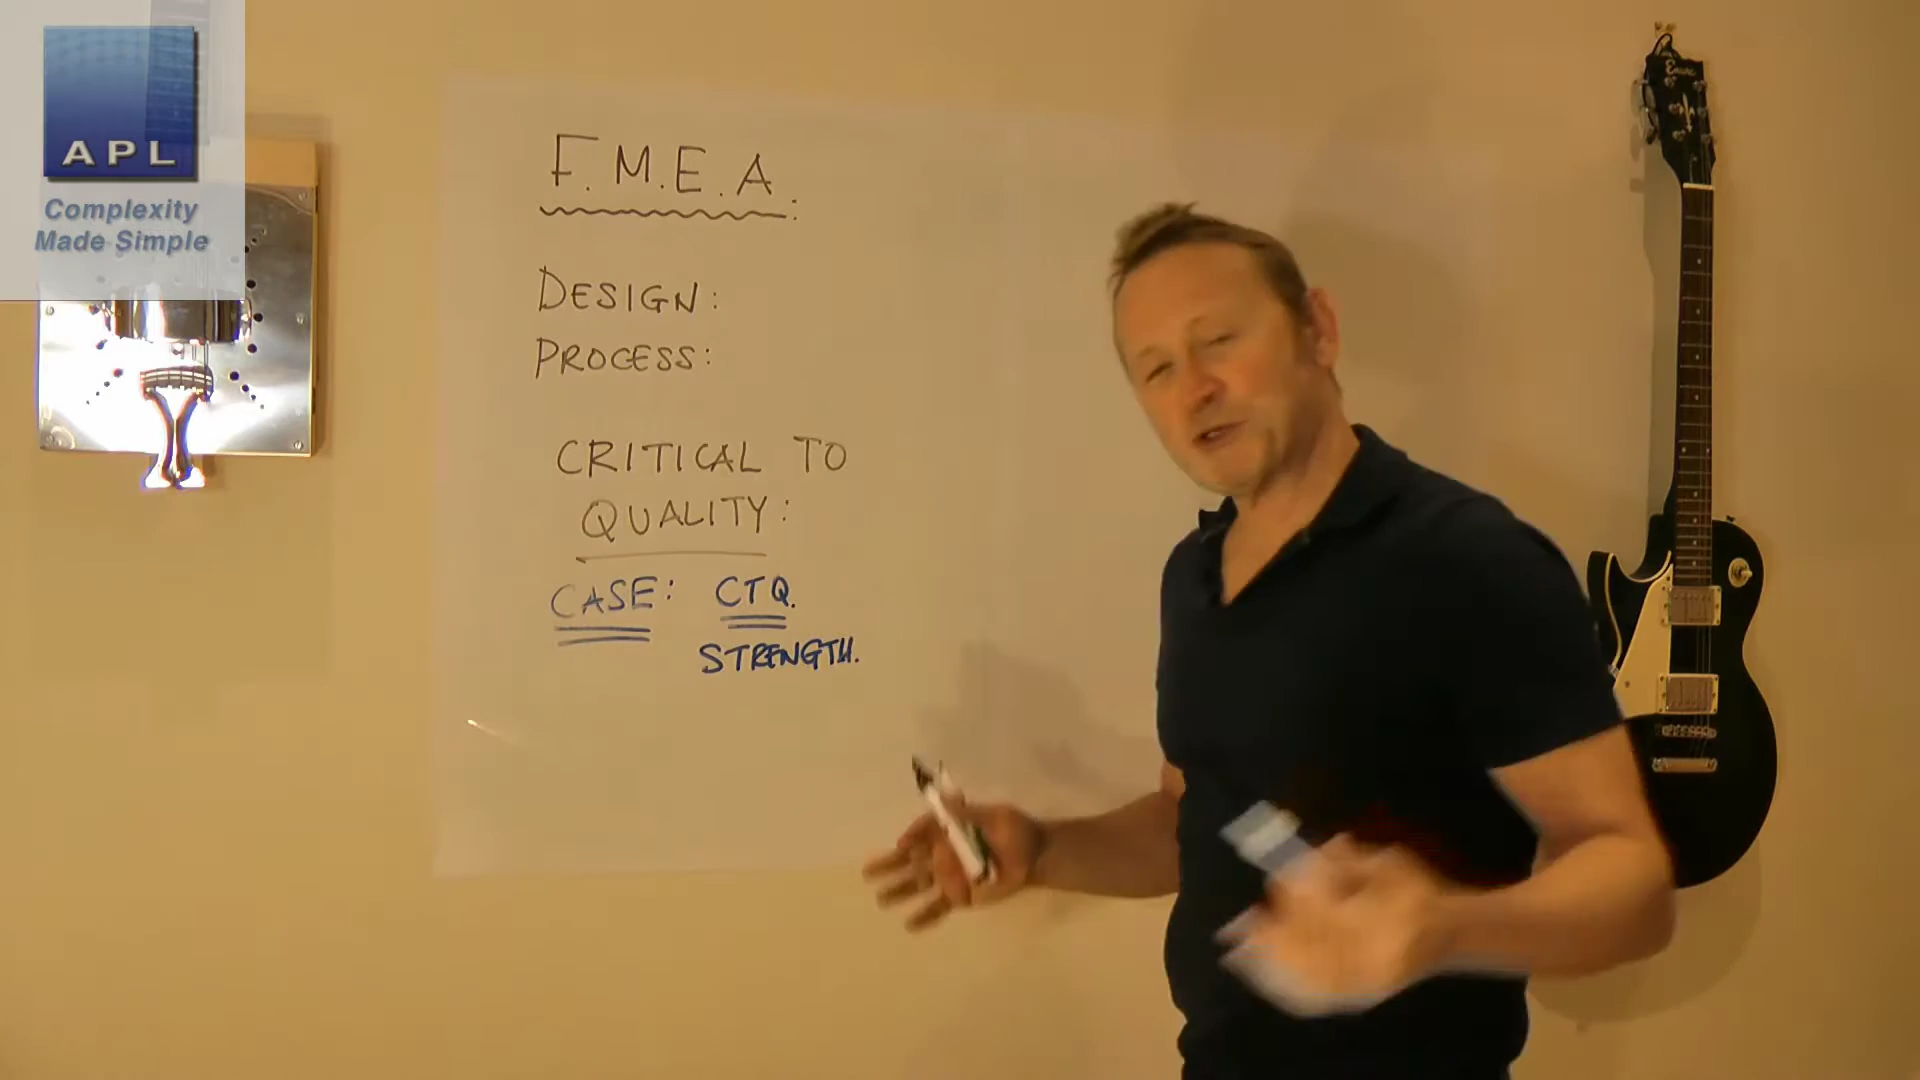 APL
Complexity
Made Simple
F.M.E.A.:
DESIGN:
PROCESS:
CRITICAL TO
QUALITY:
CASE: CTQ.
STRENGTH.